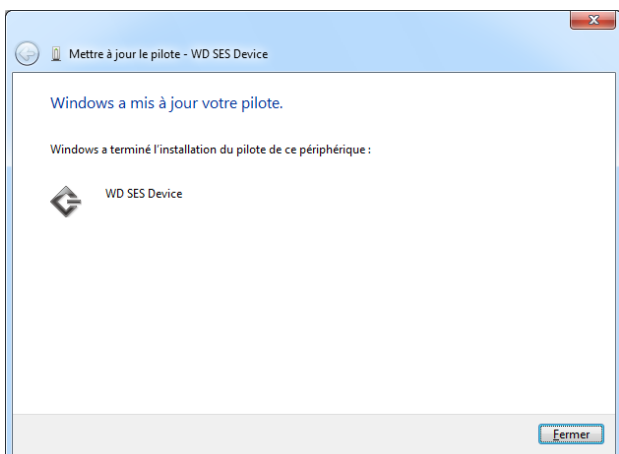 Mettre à jour le pilote - WD SES Device
Windows a mis à jour votre pilote.
Windows a terminé l'installation du pilote de ce périphérique :
WD SES Device
Fermer